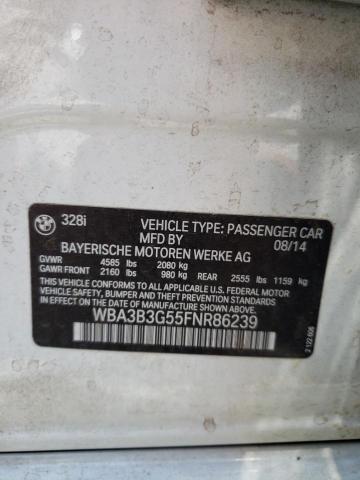 BMW
328i VEHICLE TYPE: PASSENGER CAR
MFD BY 08/14
BAYERISCHE MOTOREN WERKE AG
GVWR 4585 lbs 2080 kg
GAWR FRONT 2160 lbs 980 kg REAR 2555 lbs 1159 kg
THIS VEHICLE CONFORMS TO ALL APPLICABLE U.S. FEDERAL MOTOR
VEHICLE SAFETY, BUMPER, AND THEFT PREVENTION STANDARDS IN
EFFECT ON THE DATE OF MANUFACTURE SHOWN ABOVE.
WBA3B3G55FNR86239